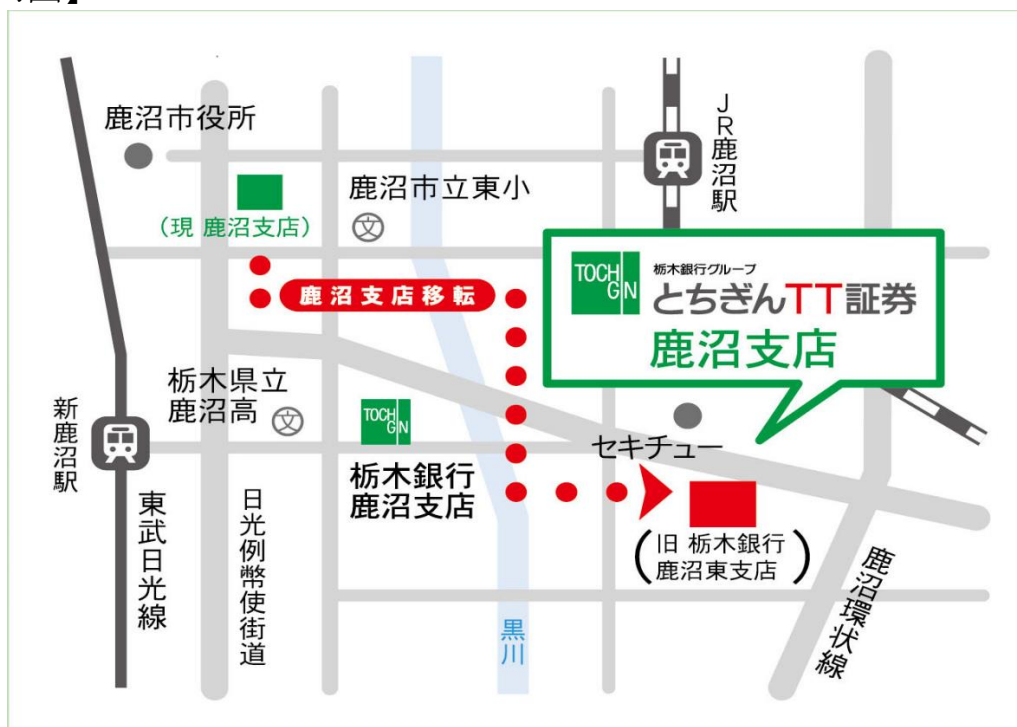 鹿沼市役所
JR鹿沼駅
(現 鹿沼支店)
鹿沼市立東小
文
鹿沼支店移転
TOCHGIN
栃木銀行グループ
とちぎんTT証券
鹿沼支店
新鹿沼駅
栃木県立
鹿沼高
文
TOCHGIN
栃木銀行
鹿沼支店
セキチュー
(旧 栃木銀行
鹿沼東支店)
東武日光線
日光例幣使街道
黒川
鹿沼環状線